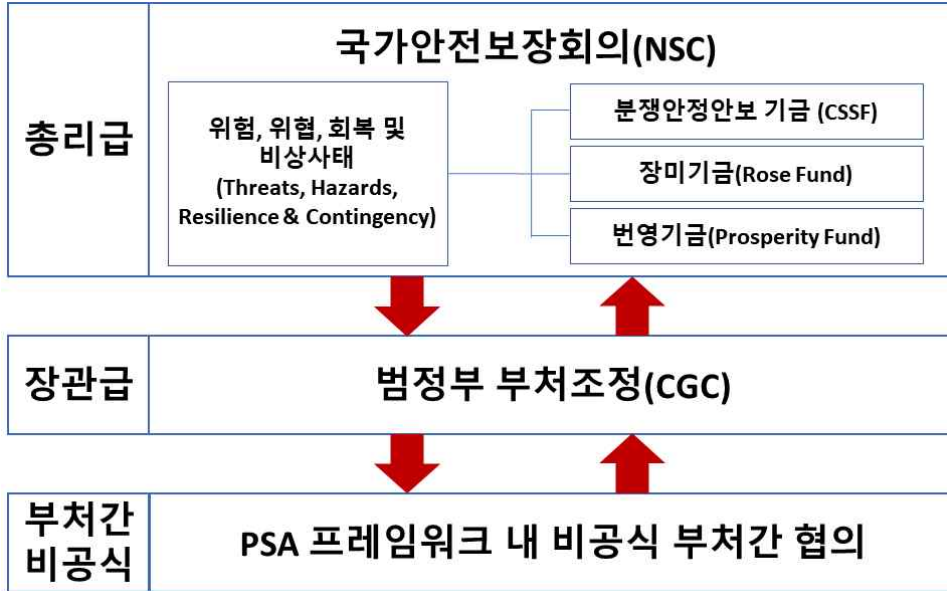 총리급
국가안전보장회의(NSC)
위험, 위협, 회복 및
비상사태
(Threats, Hazards,
Resilience & Contingency)
분쟁안정안보 기금 (CSSF)
장미기금(Rose Fund)
번영기금(Prosperity Fund)
장관급
범정부 부처조정(CGC)
부처간
비공식
PSA 프레임워크 내 비공식 부처간 협의